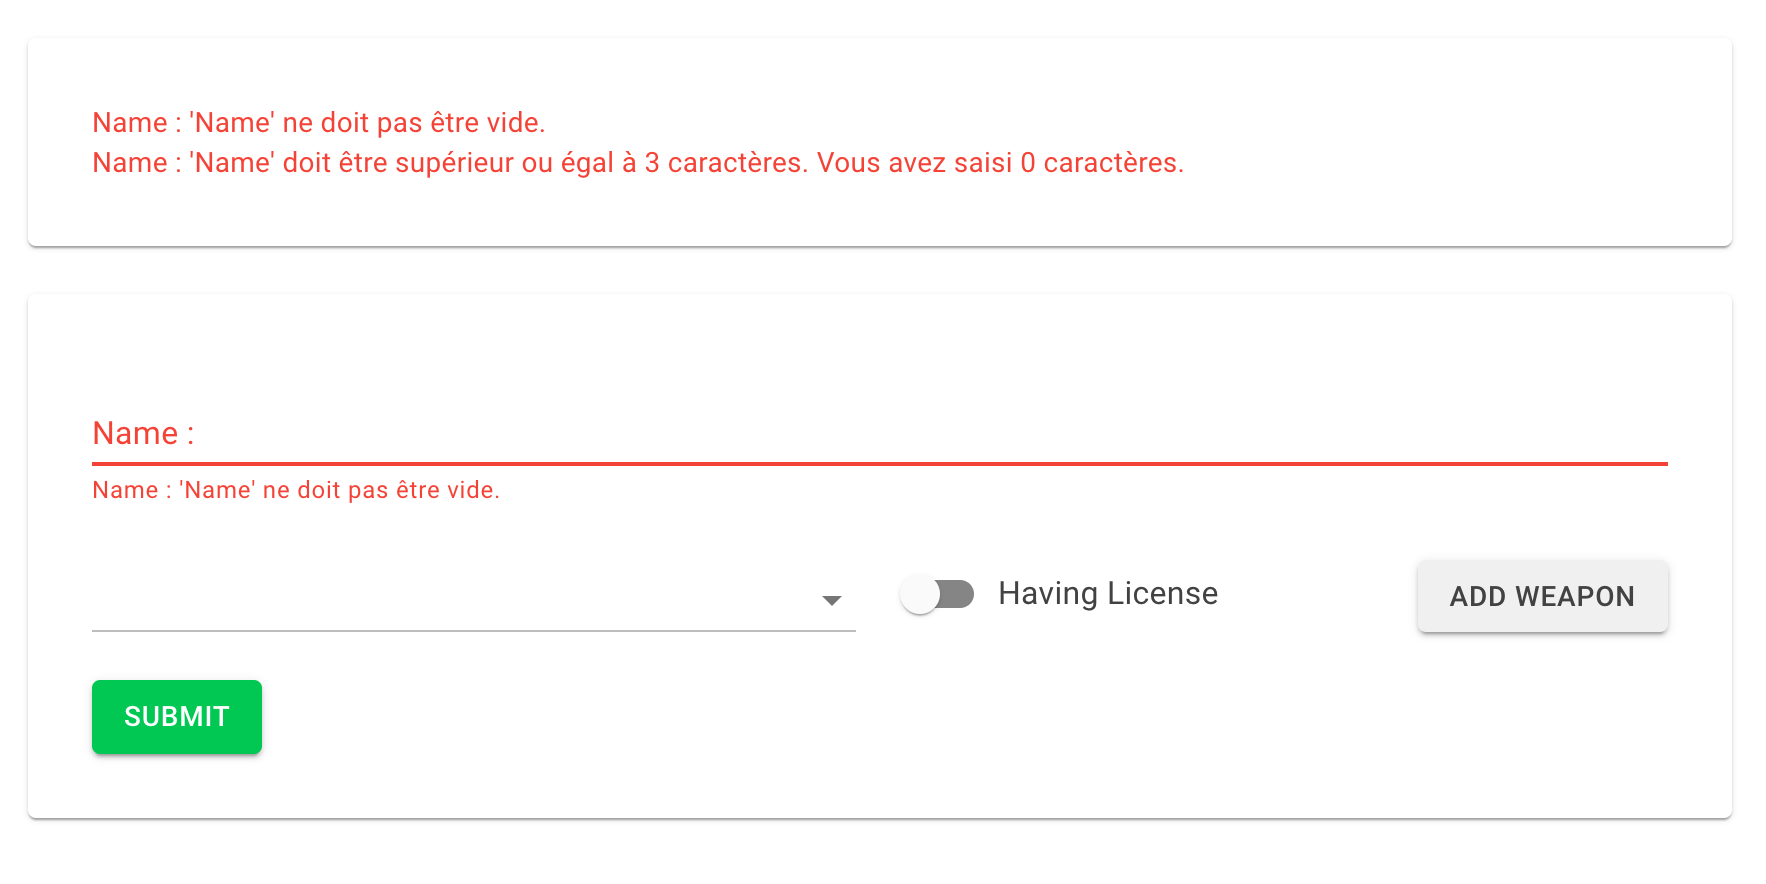 Name : 'Name' ne doit pas être vide.
Name : 'Name' doit être supérieur ou égal à 3 caractères. Vous avez saisi 0 caractères.
Name :
Name : 'Name' ne doit pas être vide.
Having License
ADD WEAPON
SUBMIT